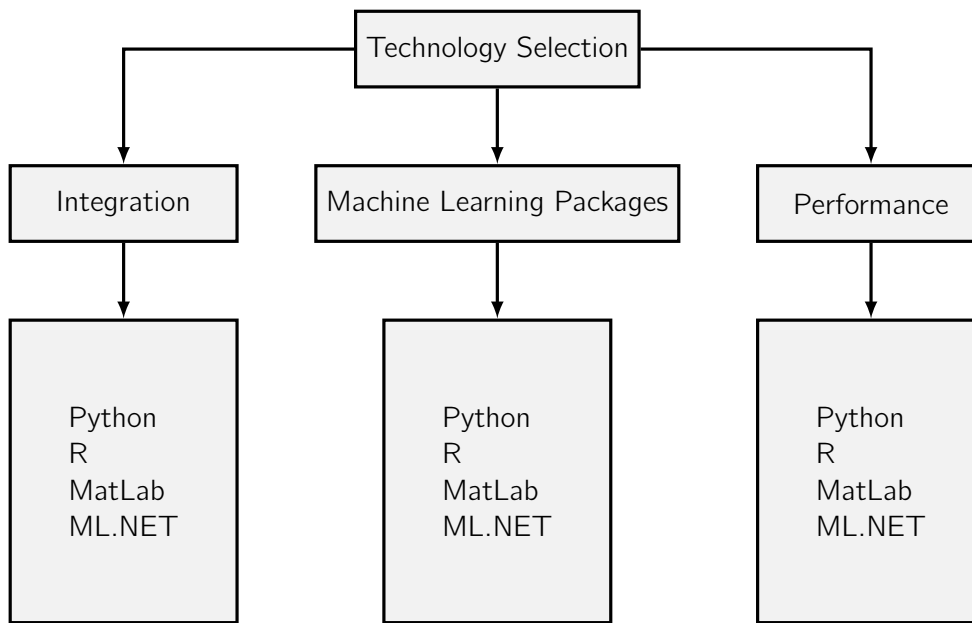 Technology Selection
Integration
Machine Learning Packages
Performance
Python
R
MatLab
ML.NET
Python
R
MatLab
ML.NET
Python
R
MatLab
ML.NET